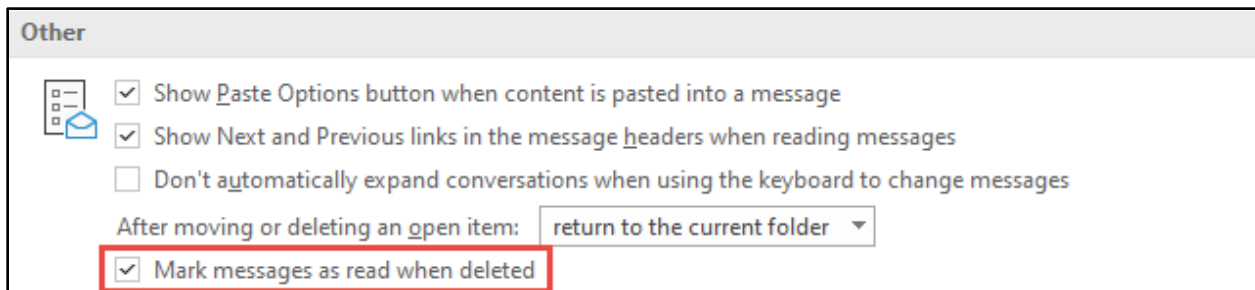 Other
Show Paste Options button when content is pasted into a message
Show Next and Previous links in the message headers when reading messages
Don't automatically expand conversations when using the keyboard to change messages
After moving or deleting an open item: return to the current folder
Mark messages as read when deleted